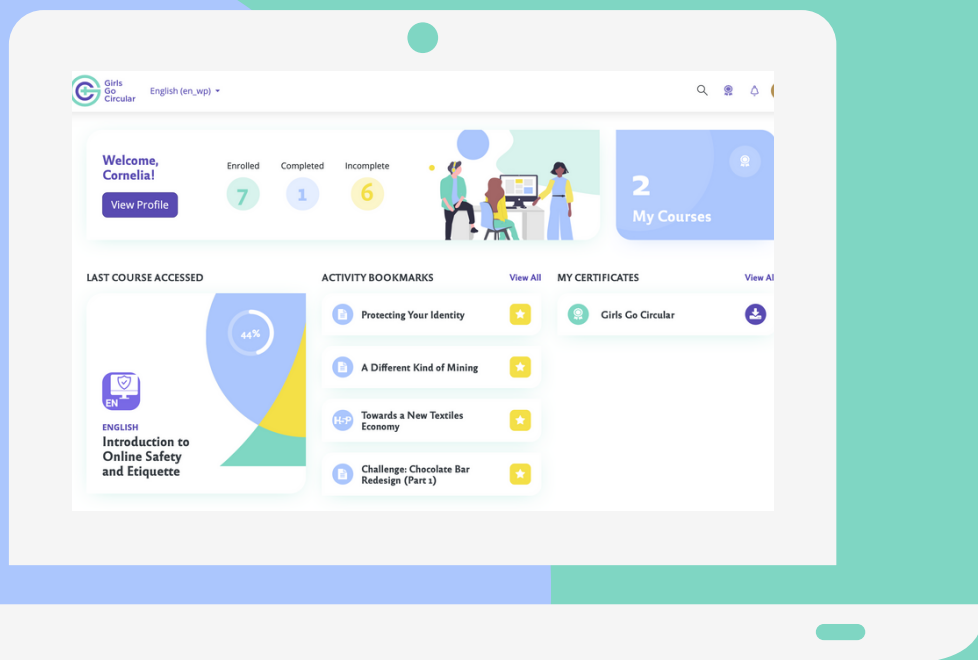 Girls
Go
Circular
English (en_wp)
Welcome,
Cornelia!
View Profile
Enrolled Completed Incomplete
7 1 6
2
My Courses
LAST COURSE ACCESSED
44%
EN
ENGLISH
Introduction to
Online Safety
and Etiquette
ACTIVITY BOOKMARKS View All
Protecting Your Identity
A Different Kind of Mining
H-P Towards a New Textiles
Economy
Challenge: Chocolate Bar
Redesign (Part 1)
MY CERTIFICATES View Al
Girls Go Circular